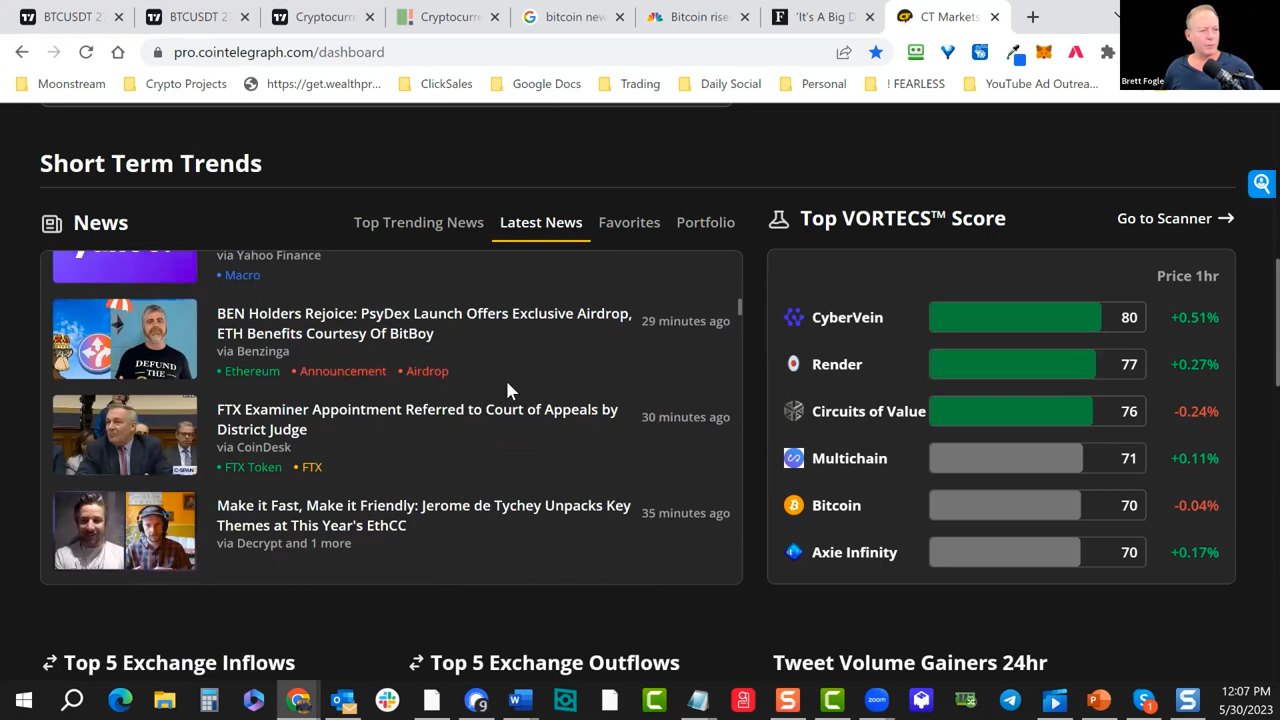 BTCUSDT 2
BTCUSDT 2
Cryptocurr
Cryptocurre
bitcoin new
Bitcoin rise
'It's A Big D
CT Markets
pro.cointelegraph.com/dashboard
Brett Fogle
Moonstream
Crypto Projects
https://get.wealthpr...
ClickSales
Google Docs
Trading
Daily Social
Personal
! FEARLESS
YouTube Ad Outrea...
Short Term Trends
News
Top Trending News
Latest News
Favorites
Portfolio
via Yahoo Finance
Macro
BEN Holders Rejoice: PsyDex Launch Offers Exclusive Airdrop,
ETH Benefits Courtesy Of BitBoy
29 minutes ago
via Benzinga
Ethereum
Announcement
Airdrop
DEFUND THE
FTX Examiner Appointment Referred to Court of Appeals by
District Judge
30 minutes ago
via CoinDesk
FTX Token
FTX
C-SPAN
Make it Fast, Make it Friendly: Jerome de Tychey Unpacks Key
Themes at This Year's EthCC
35 minutes ago
via Decrypt and 1 more
Top VORTECS™ Score
Go to Scanner
Price 1hr
CyberVein 80 +0.51%
Render 77 +0.27%
Circuits of Value 76 -0.24%
Multichain 71 +0.11%
Bitcoin 70 -0.04%
Axie Infinity 70 +0.17%
Top 5 Exchange Inflows
Top 5 Exchange Outflows
Tweet Volume Gainers 24hr
12:07 PM
5/30/2023